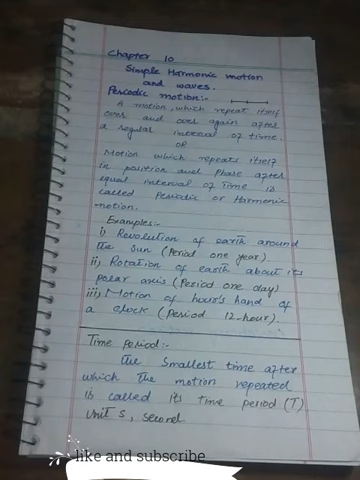 Chapter 10
Simple Harmonic motion
and waves.
Periodic motion:-
A motion, which repeat itself
over and over again after
a regular interval of time.
OR
Motion which repeats itself
in position and Phase after
equal interval of Time is
called Periodic or Harmonic
motion.
Examples:-
i) Revolution of earth around
the Sun (Period one year).
ii) Rotation of earth about its
polar axis (Period one day)
iii) Motion of hour's hand of
a clock (Period 12-hour).
Time Period:-
The Smallest time after
which the motion repeated
is called its time period (T)
Unit S, Second.
like and subscribe